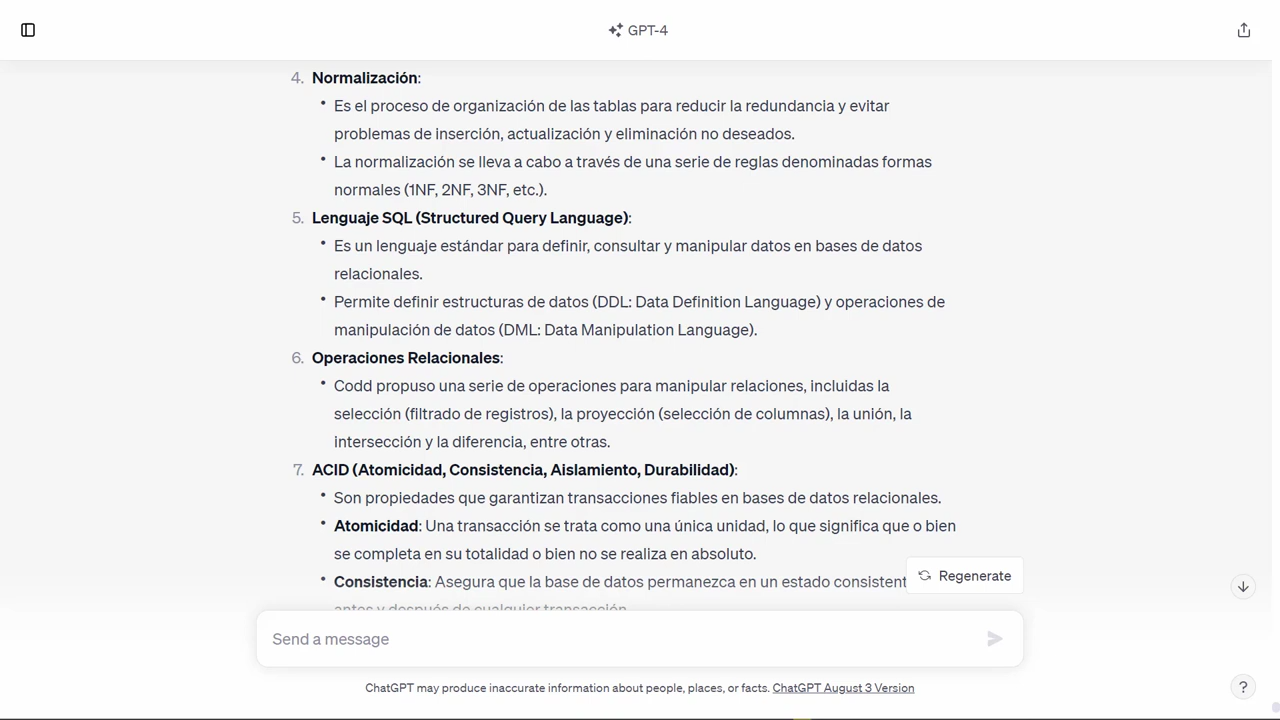 GPT-4
4. Normalización:
• Es el proceso de organización de las tablas para reducir la redundancia y evitar
problemas de inserción, actualización y eliminación no deseados.
• La normalización se lleva a cabo a través de una serie de reglas denominadas formas
normales (1NF, 2NF, 3NF, etc.).
5. Lenguaje SQL (Structured Query Language):
• Es un lenguaje estándar para definir, consultar y manipular datos en bases de datos
relacionales.
• Permite definir estructuras de datos (DDL: Data Definition Language) y operaciones de
manipulación de datos (DML: Data Manipulation Language).
6. Operaciones Relacionales:
• Codd propuso una serie de operaciones para manipular relaciones, incluidas la
selección (filtrado de registros), la proyección (selección de columnas), la unión, la
intersección y la diferencia, entre otras.
7. ACID (Atomicidad, Consistencia, Aislamiento, Durabilidad):
• Son propiedades que garantizan transacciones fiables en bases de datos relacionales.
• Atomicidad: Una transacción se trata como una única unidad, lo que significa que o bien
se completa en su totalidad o bien no se realiza en absoluto.
• Consistencia: Asegura que la base de datos permanezca en un estado consistent
antes y después de cualquier transacción.
Regenerate
Send a message
ChatGPT may produce inaccurate information about people, places, or facts. ChatGPT August 3 Version
?